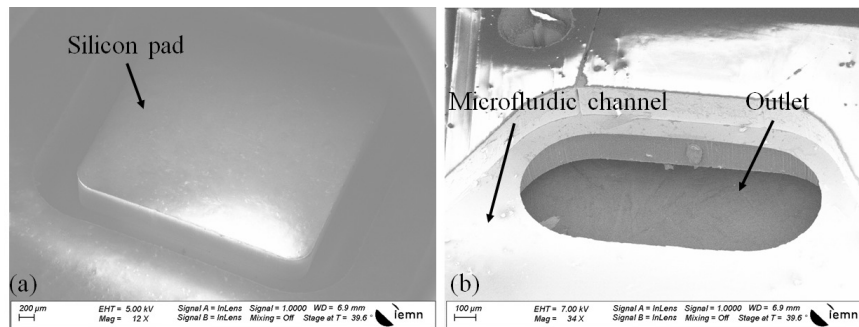 Silicon pad
(a)
200 µm
EHT = 5.00 kV
Mag = 12 X
Signal A = InLens
Signal B = InLens
Signal = 1.0000
Mixing = Off
WD = 6.9 mm
Stage at T = 39.6 °
iemn
Microfluidic channel
Outlet
(b)
100 µm
EHT = 7.00 kV
Mag = 34 X
Signal A = InLens
Signal B = InLens
Signal = 1.0000
Mixing = Off
WD = 6.9 mm
Stage at T = 39.6 °
iemn